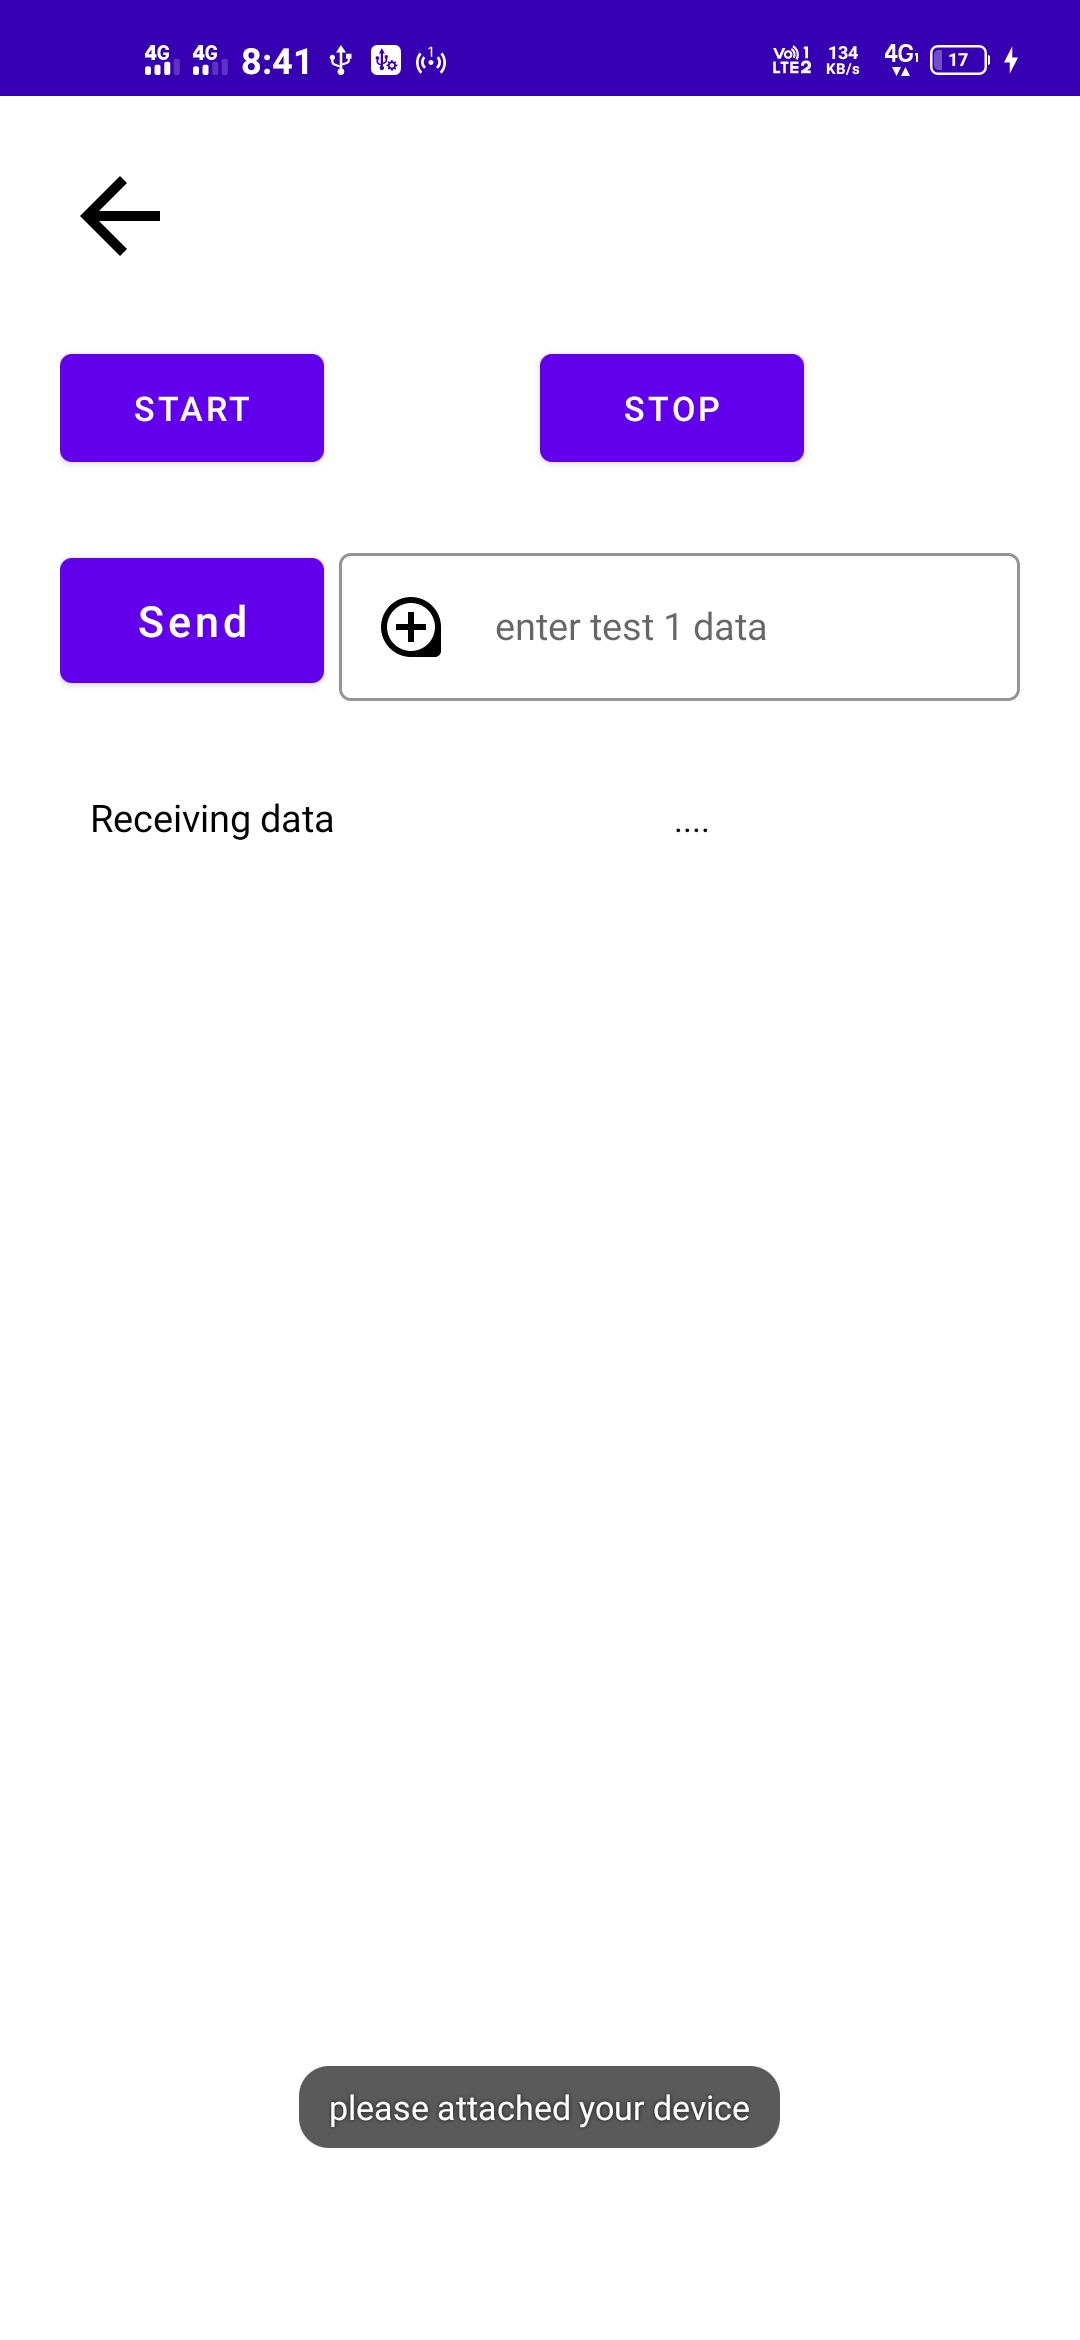 4G 4G 8:41 1 Vo)) 1 LTE2 134 KB/s 4G 17
START STOP
Send enter test 1 data
Receiving data ....
please attached your device